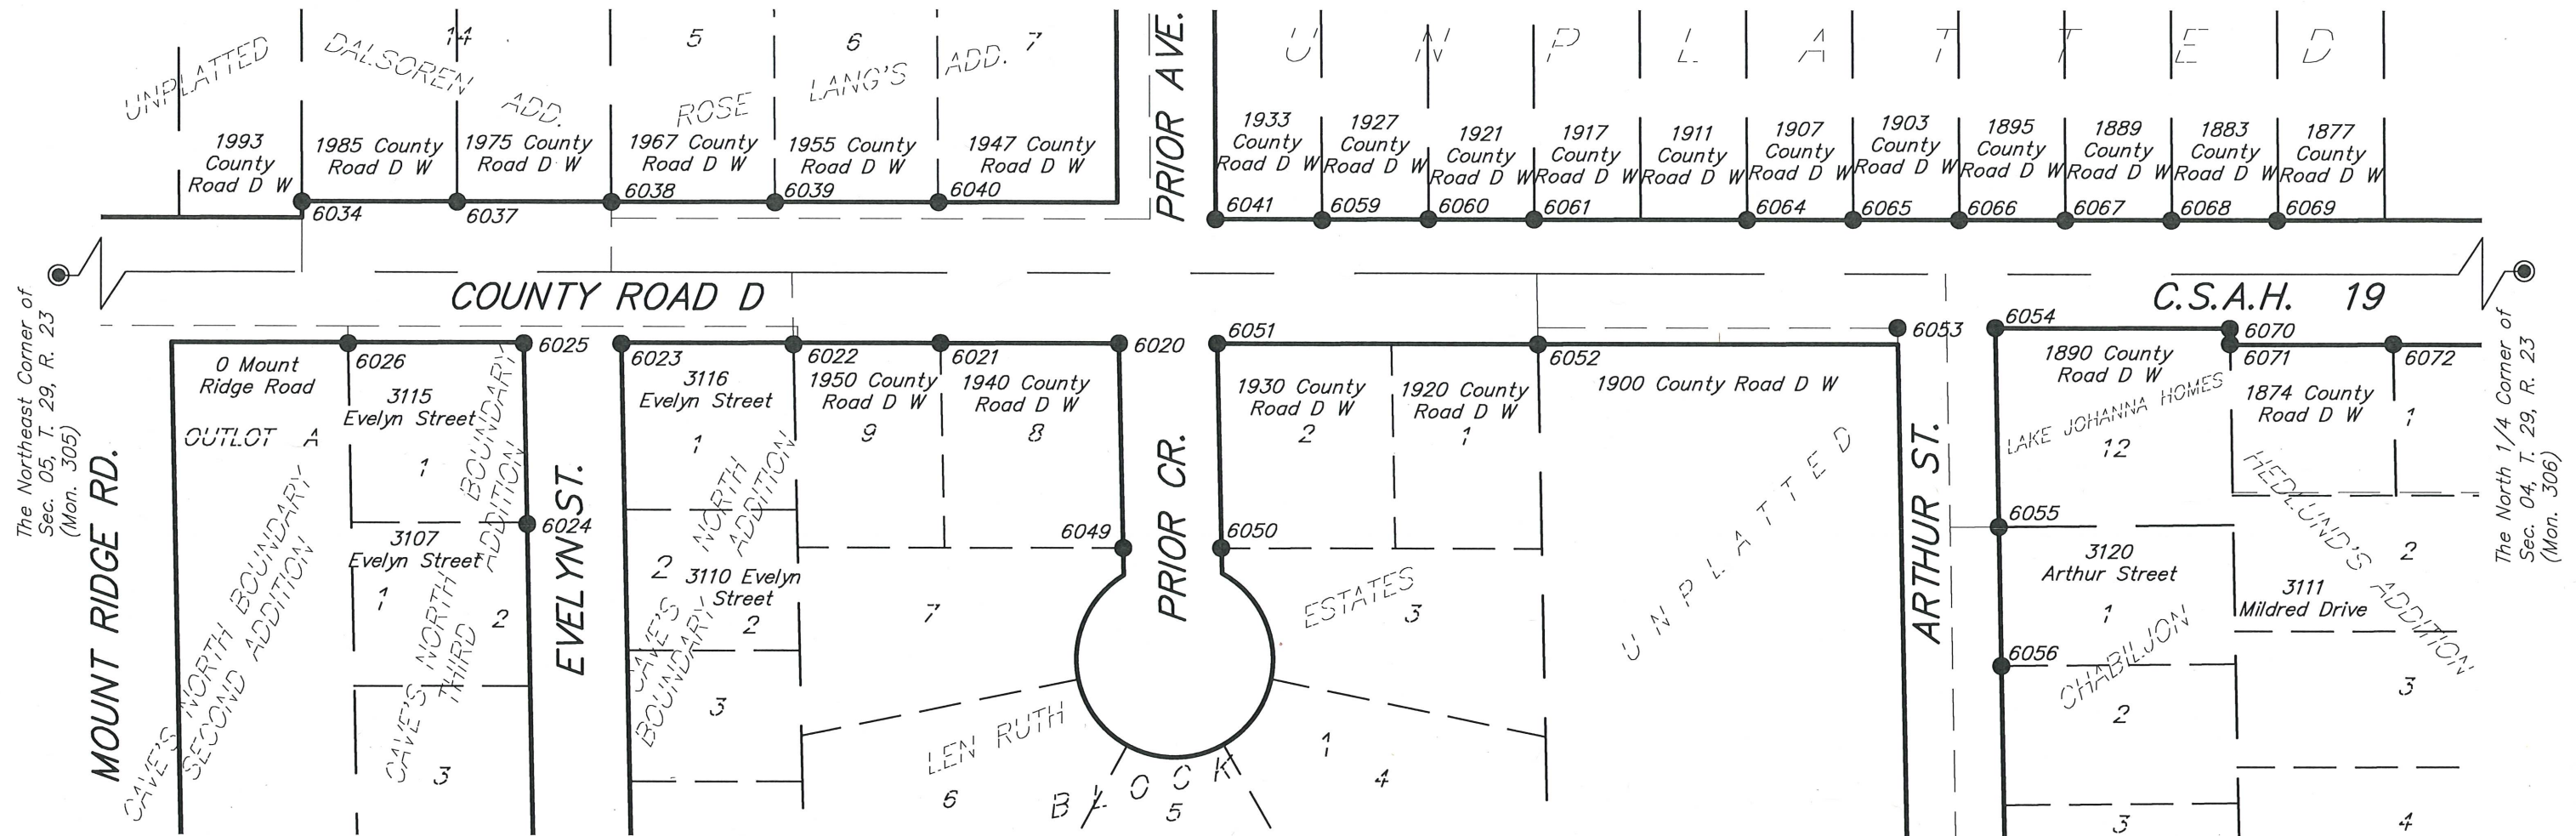 UNPLATTED
DALSOREN
ADD.
14
5
6
7
ROSE
LANG'S
ADD.
PRIOR AVE.
U N P L A T T E D
1993
County
Road D W
1985 County
Road D W
1975 County
Road D W
1967 County
Road D W
1955 County
Road D W
1947 County
Road D W
1933
County
Road D W
1927
County
Road D W
1921
County
Road D W
1917
County
Road D W
1911
County
Road D W
1907
County
Road D W
1903
County
Road D W
1895
County
Road D W
1889
County
Road D W
1883
County
Road D W
1877
County
Road D W
6034
6037
6038
6039
6040
6041
6059
6060
6061
6064
6065
6066
6067
6068
6069
The Northeast Corner of
Sec. 05, T. 29, R. 23
(Mon. 305)
COUNTY ROAD D
C.S.A.H. 19
The North 1/4 Corner of
Sec. 04, T. 29, R. 23
(Mon. 306)
6026
6025
6023
6022
6021
6020
6051
6052
6053
6054
6070
6071
6072
MOUNT RIDGE RD.
0 Mount
Ridge Road
OUTLOT A
CAVE'S NORTH BOUNDARY
SECOND ADDITION
3115
Evelyn Street
1
6024
3107
Evelyn Street
1
2
3
CAVE'S NORTH BOUNDARY
THIRD ADDITION
EVELYN ST.
3116
Evelyn Street
1
2
3110 Evelyn
Street
2
3
CAVE'S NORTH
BOUNDARY ADDITION
1950 County
Road D W
9
1940 County
Road D W
8
6049
7
6
LEN RUTH
PRIOR CR.
6050
1930 County
Road D W
2
1920 County
Road D W
1
ESTATES
3
1
4
B L O C K
5
1900 County Road D W
U N P L A T T E D
ARTHUR ST.
1890 County
Road D W
LAKE JOHANNA HOMES
12
6055
3120
Arthur Street
1
6056
CHABILJON
2
3
1874 County
Road D W
1
HEDLUND'S ADDITION
2
3111
Mildred Drive
3
4